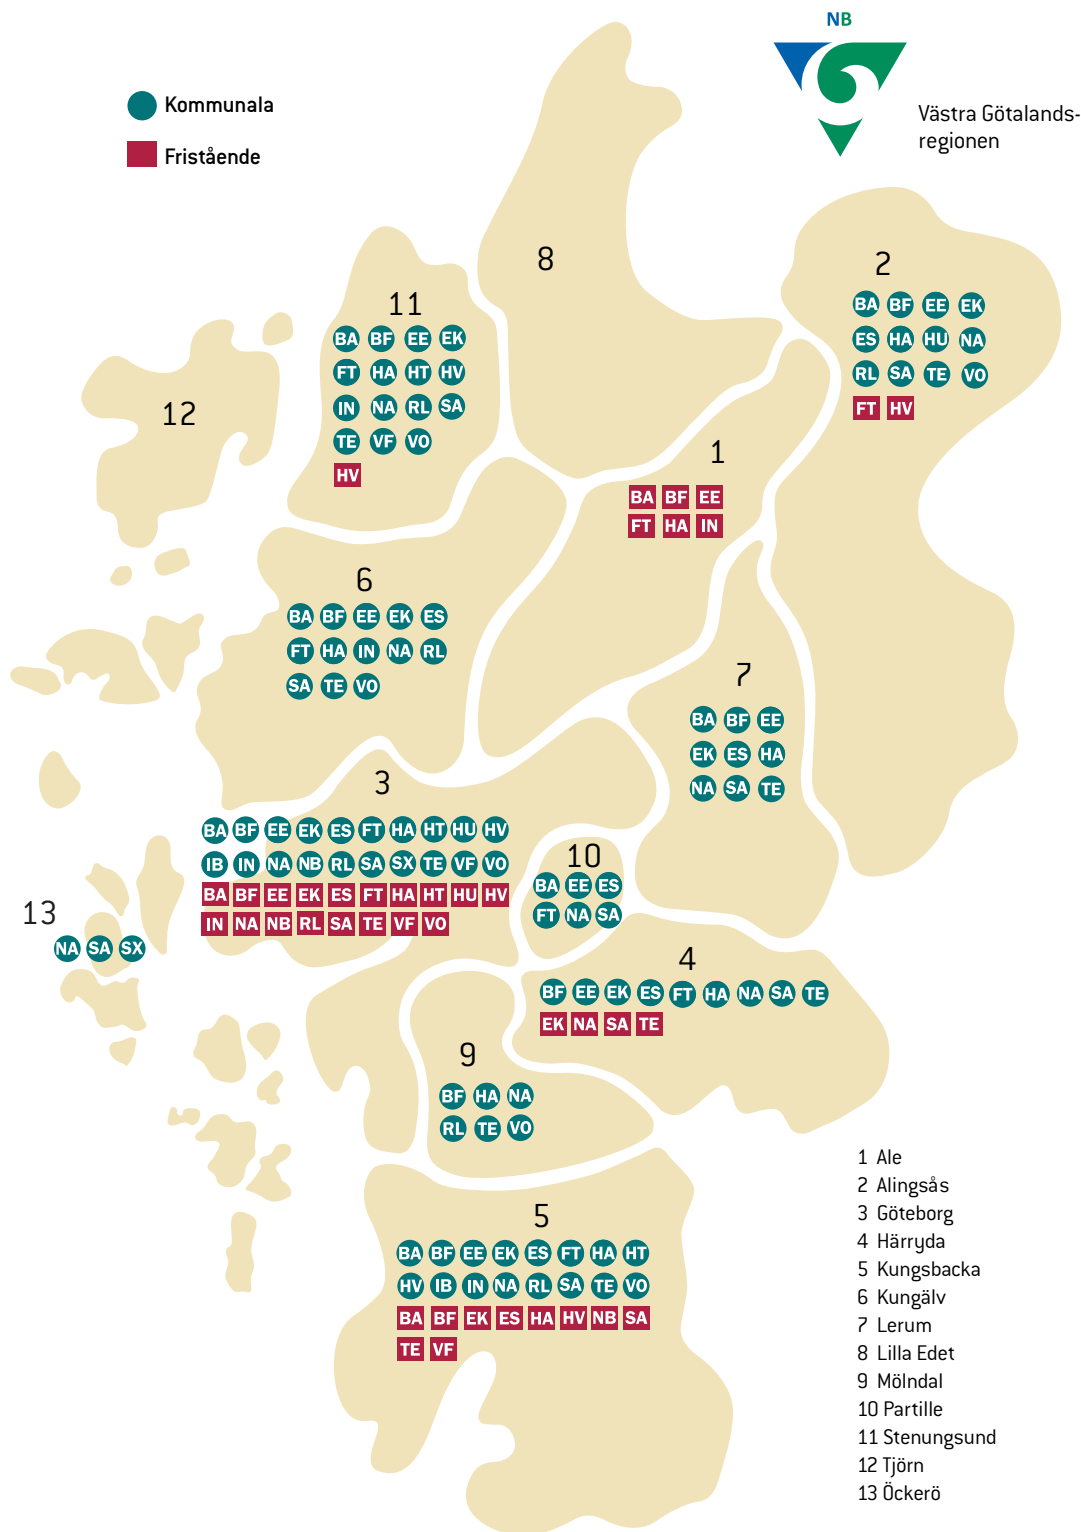 NB
Kommunala
Fristående
Västra Götalands-
regionen
8
2
BA BF EE EK
ES HA HU NA
RL SA TE VO
FT HV
11
BA BF EE EK
FT HA HT HV
IN NA RL SA
TE VF VO
HV
12
1
BA BF EE
FT HA IN
6
BA BF EE EK ES
FT HA IN NA RL
SA TE VO
7
BA BF EE
EK ES HA
NA SA TE
3
BA BF EE EK ES FT HA HT HU HV
IB IN NA NB RL SA SX TE VF VO
BA BF EE EK ES FT HA HT HU HV
IN NA NB RL SA TE VF VO
10
BA EE ES
FT NA SA
13
NA SA SX
4
BF EE EK ES FT HA NA SA TE
EK NA SA TE
9
BF HA NA
RL TE VO
5
BA BF EE EK ES FT HA HT
HV IB IN NA RL SA TE VO
BA BF EK ES HA HV NB SA
TE VF
1 Ale
2 Alingsås
3 Göteborg
4 Härryda
5 Kungsbacka
6 Kungälv
7 Lerum
8 Lilla Edet
9 Mölndal
10 Partille
11 Stenungsund
12 Tjörn
13 Öckerö